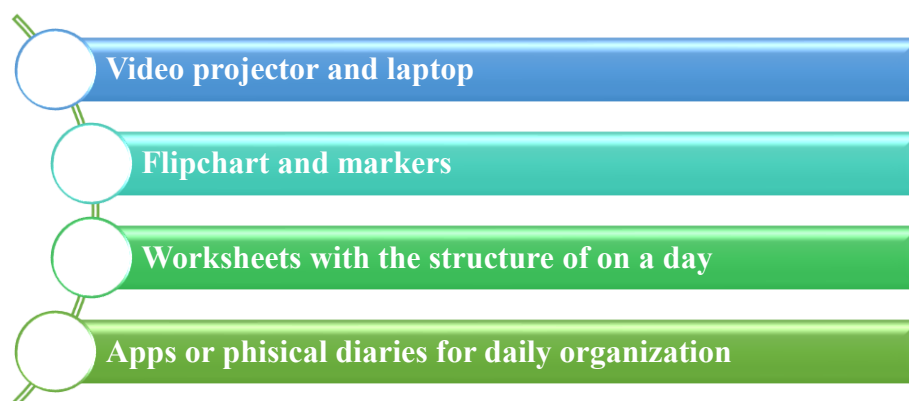 Video projector and laptop
Flipchart and markers
Worksheets with the structure of on a day
Apps or phisical diaries for daily organization